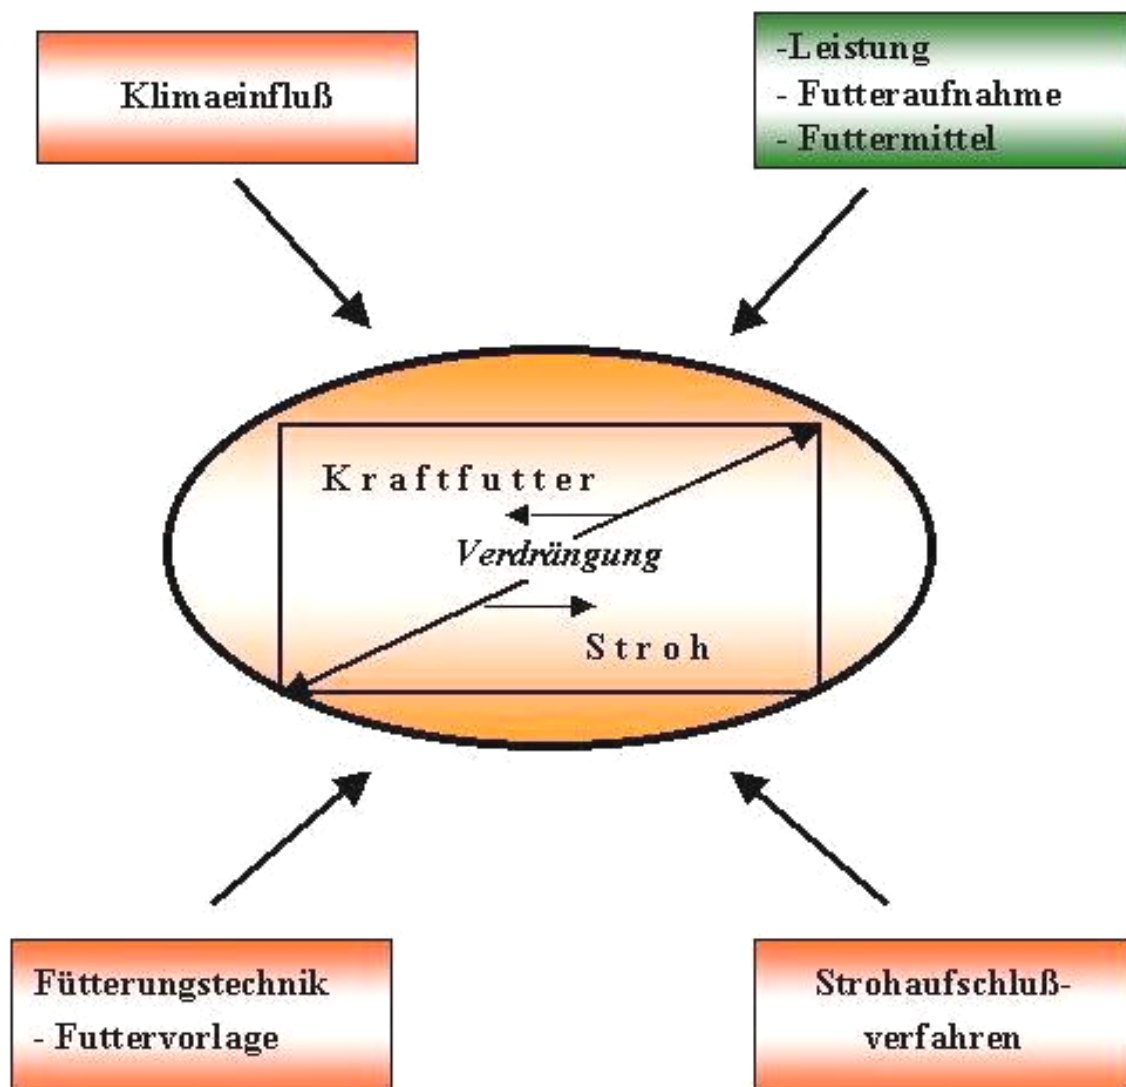 Klimaeinfluß
-Leistung
- Futteraufnahme
- Futtermittel
Kraftfutter
Verdrängung
Stroh
Fütterungstechnik
- Futtervorlage
Strohaufschluß-
verfahren